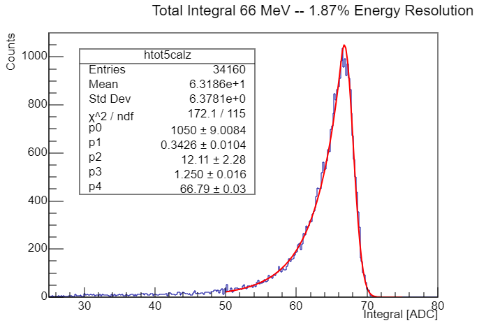 Total Integral 66 MeV -- 1.87% Energy Resolution
Counts
htot5calz
Entries 34160
Mean 6.3186e+1
Std Dev 6.3781e+0
χ^2 / ndf 172.1 / 115
p0 1050 ± 9.0084
p1 0.3426 ± 0.0104
p2 12.11 ± 2.28
p3 1.250 ± 0.016
p4 66.79 ± 0.03
1000
800
600
400
200
0
30 40 50 60 70 80
Integral [ADC]